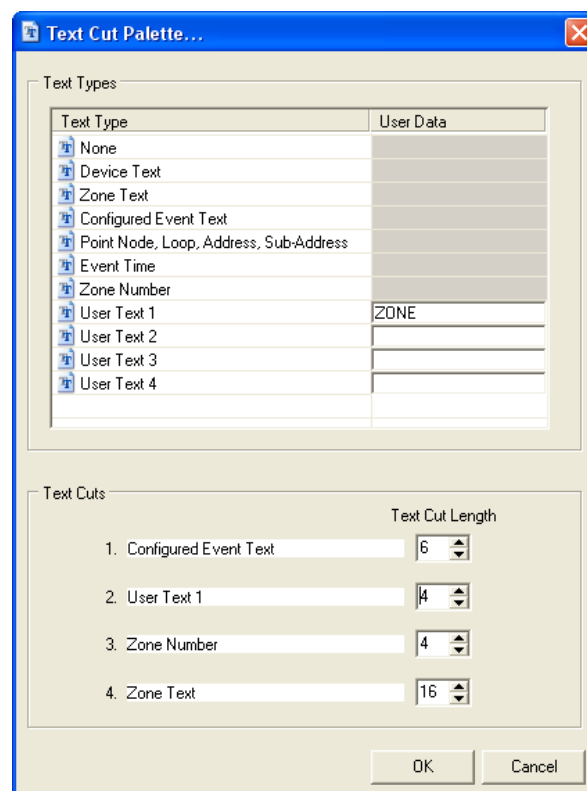 Text Cut Palette...
Text Types
Text Type User Data
None
Device Text
Zone Text
Configured Event Text
Point Node, Loop, Address, Sub-Address
Event Time
Zone Number
User Text 1 ZONE
User Text 2
User Text 3
User Text 4
Text Cuts
Text Cut Length
1. Configured Event Text 6
2. User Text 1 4
3. Zone Number 4
4. Zone Text 16
OK Cancel